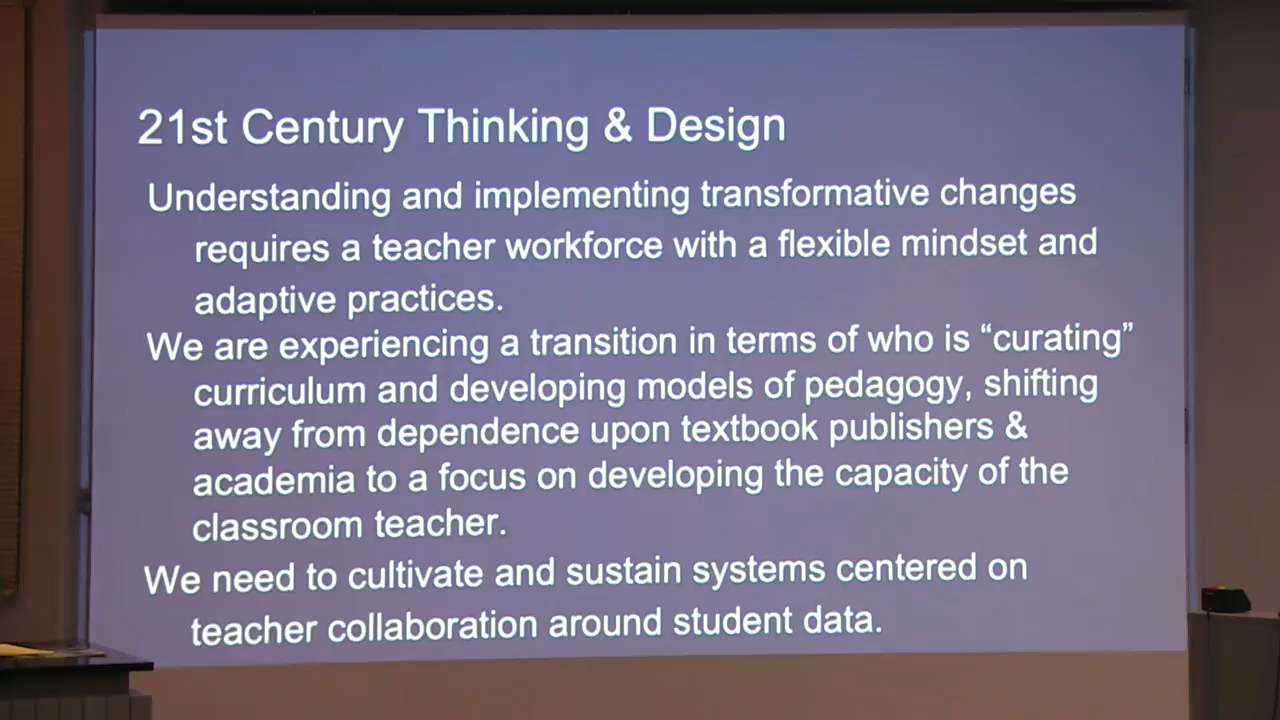 21st Century Thinking & Design
Understanding and implementing transformative changes
requires a teacher workforce with a flexible mindset and
adaptive practices.
We are experiencing a transition in terms of who is “curating”
curriculum and developing models of pedagogy, shifting
away from dependence upon textbook publishers &
academia to a focus on developing the capacity of the
classroom teacher.
We need to cultivate and sustain systems centered on
teacher collaboration around student data.